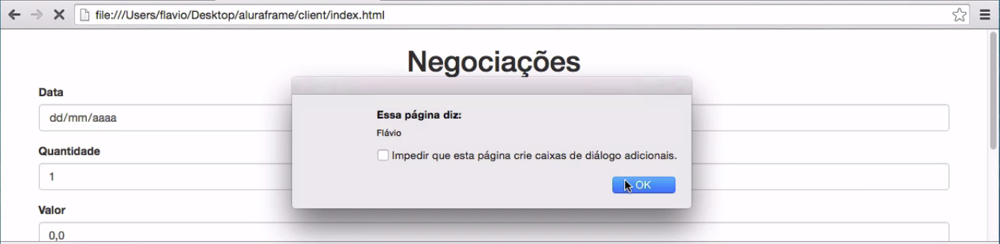 file:///Users/flavio/Desktop/aluraframe/client/index.html
Negociações
Data
dd/mm/aaaa
Essa página diz:
Flávio
Impedir que esta página crie caixas de diálogo adicionais.
OK
Quantidade
1
Valor
0,0